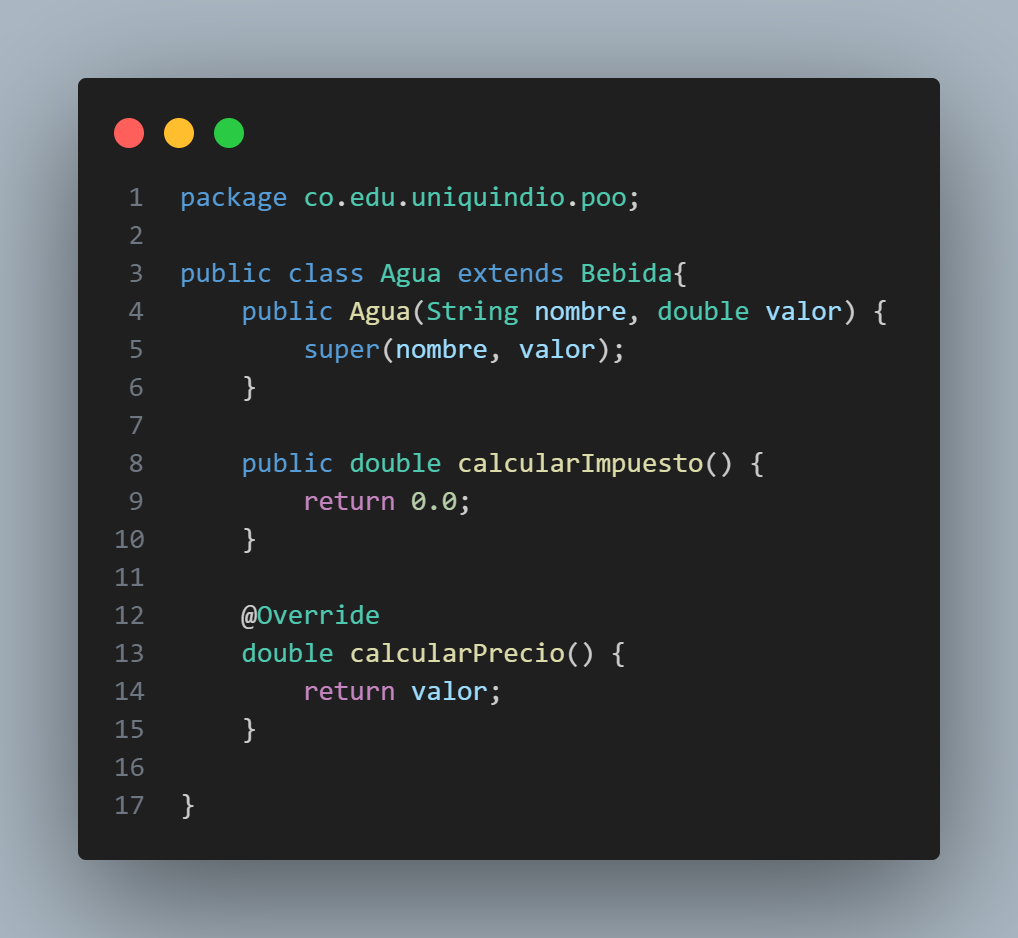 1 package co.edu.uniquindio.poo;
2
3 public class Agua extends Bebida{
4     public Agua(String nombre, double valor) {
5         super(nombre, valor);
6     }
7
8     public double calcularImpuesto() {
9         return 0.0;
10     }
11
12     @Override
13     double calcularPrecio() {
14         return valor;
15     }
16
17 }